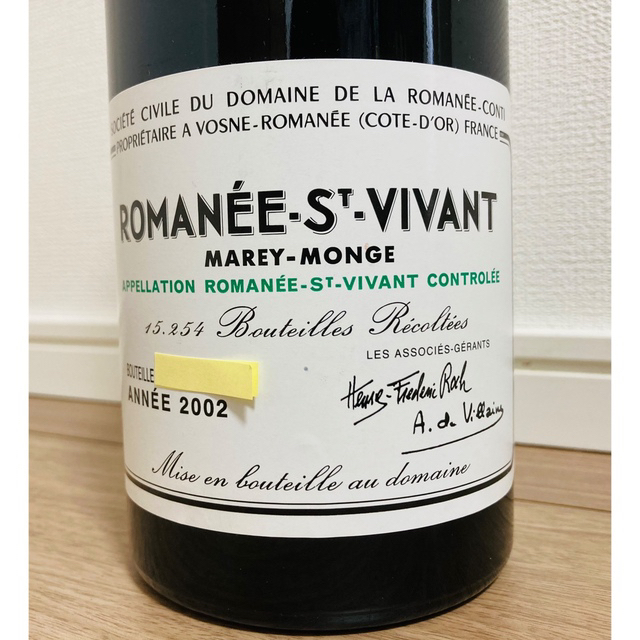 SOCIÉTÉ CIVILE DU DOMAINE DE LA ROMANÉE-CONTI
PROPRIÉTAIRE A VOSNE-ROMANÉE (COTE-D'OR) FRANCE
ROMANÉE-Sᵀ-VIVANT
MAREY-MONGE
APPELLATION ROMANÉE-Sᵀ-VIVANT CONTROLÉE
15.254 Bouteilles Récoltées
LES ASSOCIÉS-GÉRANTS
BOUTEILLE
ANNÉE 2002
Henry-Frédéric Roch
A. de Villaine
Mise en bouteille au domaine